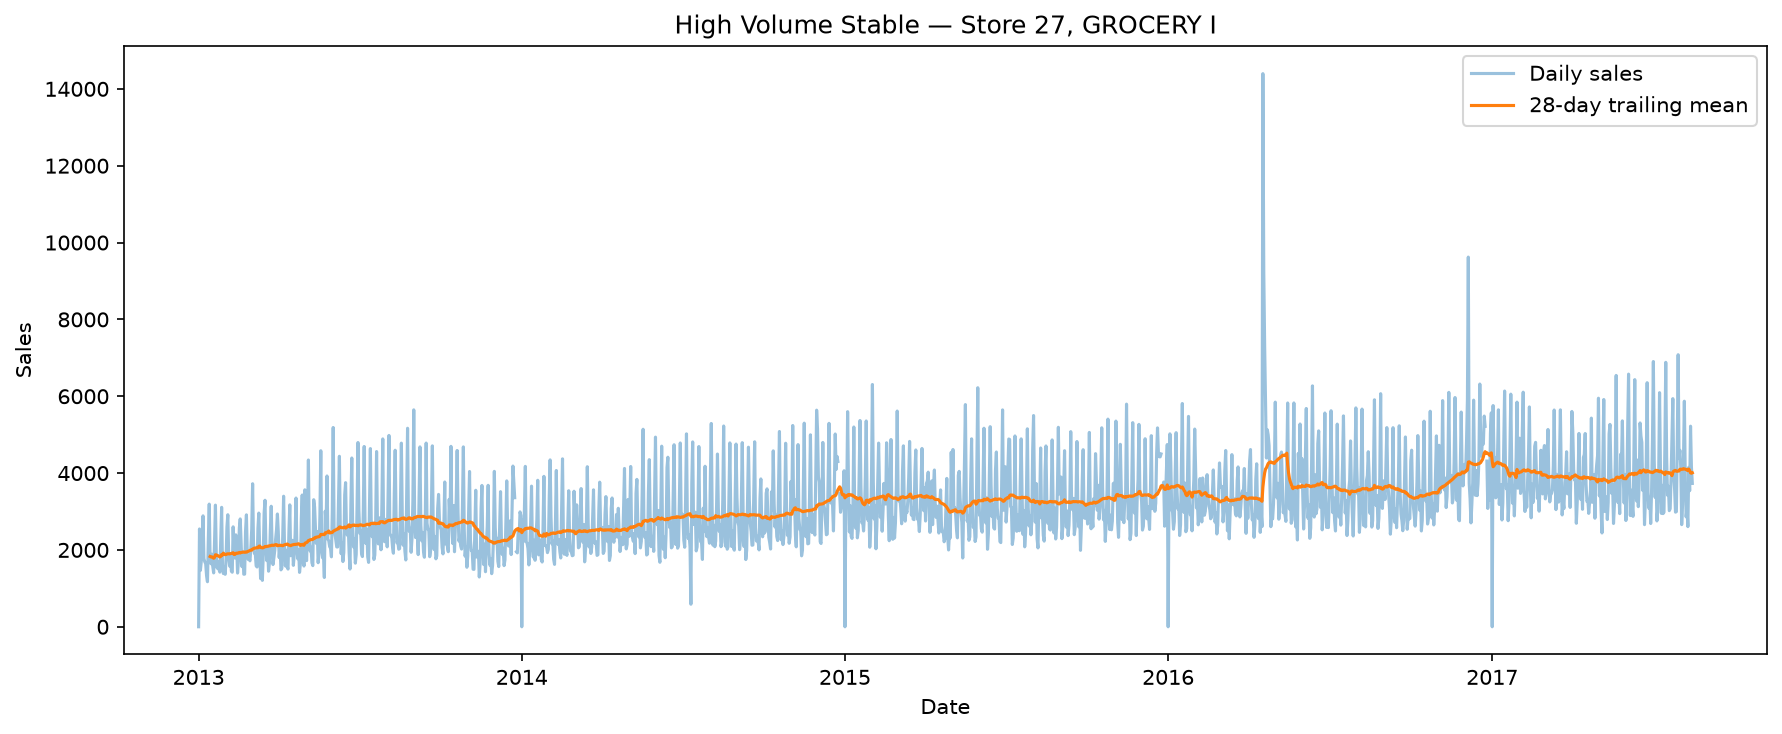 High Volume Stable — Store 27, GROCERY I
Daily sales
28-day trailing mean
14000
12000
10000
8000
6000
4000
2000
0
Sales
2013
2014
2015
2016
2017
Date